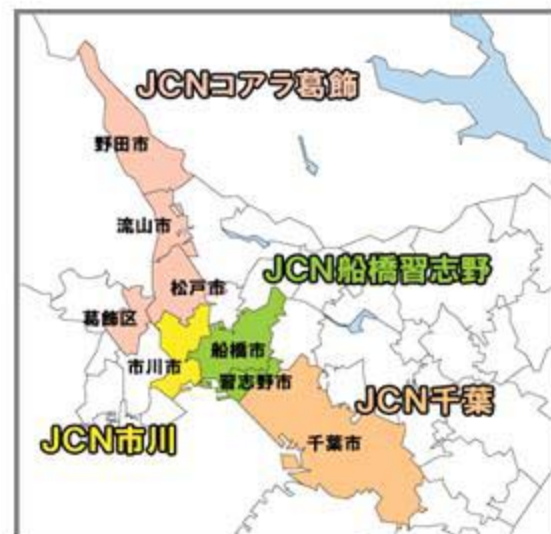 JCNコアラ葛飾
野田市
流山市
JCN船橋習志野
松戸市
葛飾区
船橋市
市川市
習志野市
JCN千葉
JCN市川
千葉市